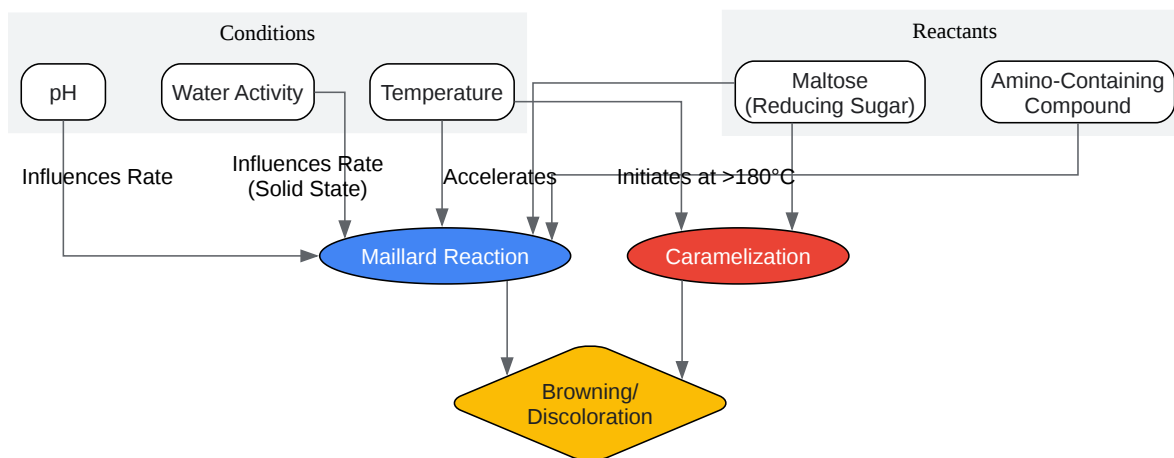 Conditions
Reactants
pH
Water Activity
Temperature
Maltose
(Reducing Sugar)
Amino-Containing
Compound
Influences Rate
Influences Rate
(Solid State)
Accelerates
Initiates at >180°C
Maillard Reaction
Caramelization
Browning/
Discoloration